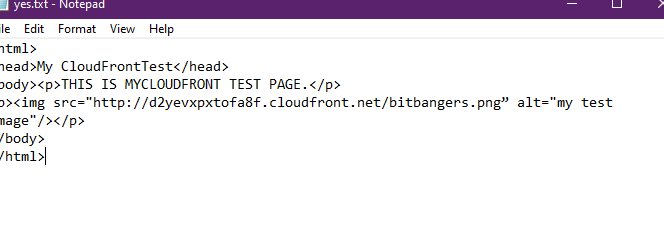 yes.txt - Notepad
ile Edit Format View Help
html>
head>My CloudFrontTest</head>
body><p>THIS IS MYCLOUDFRONT TEST PAGE.</p>
p><img src="http://d2yevxpxtofa8f.cloudfront.net/bitbangers.png” alt="my test
mage"/></p>
/body>
/html>